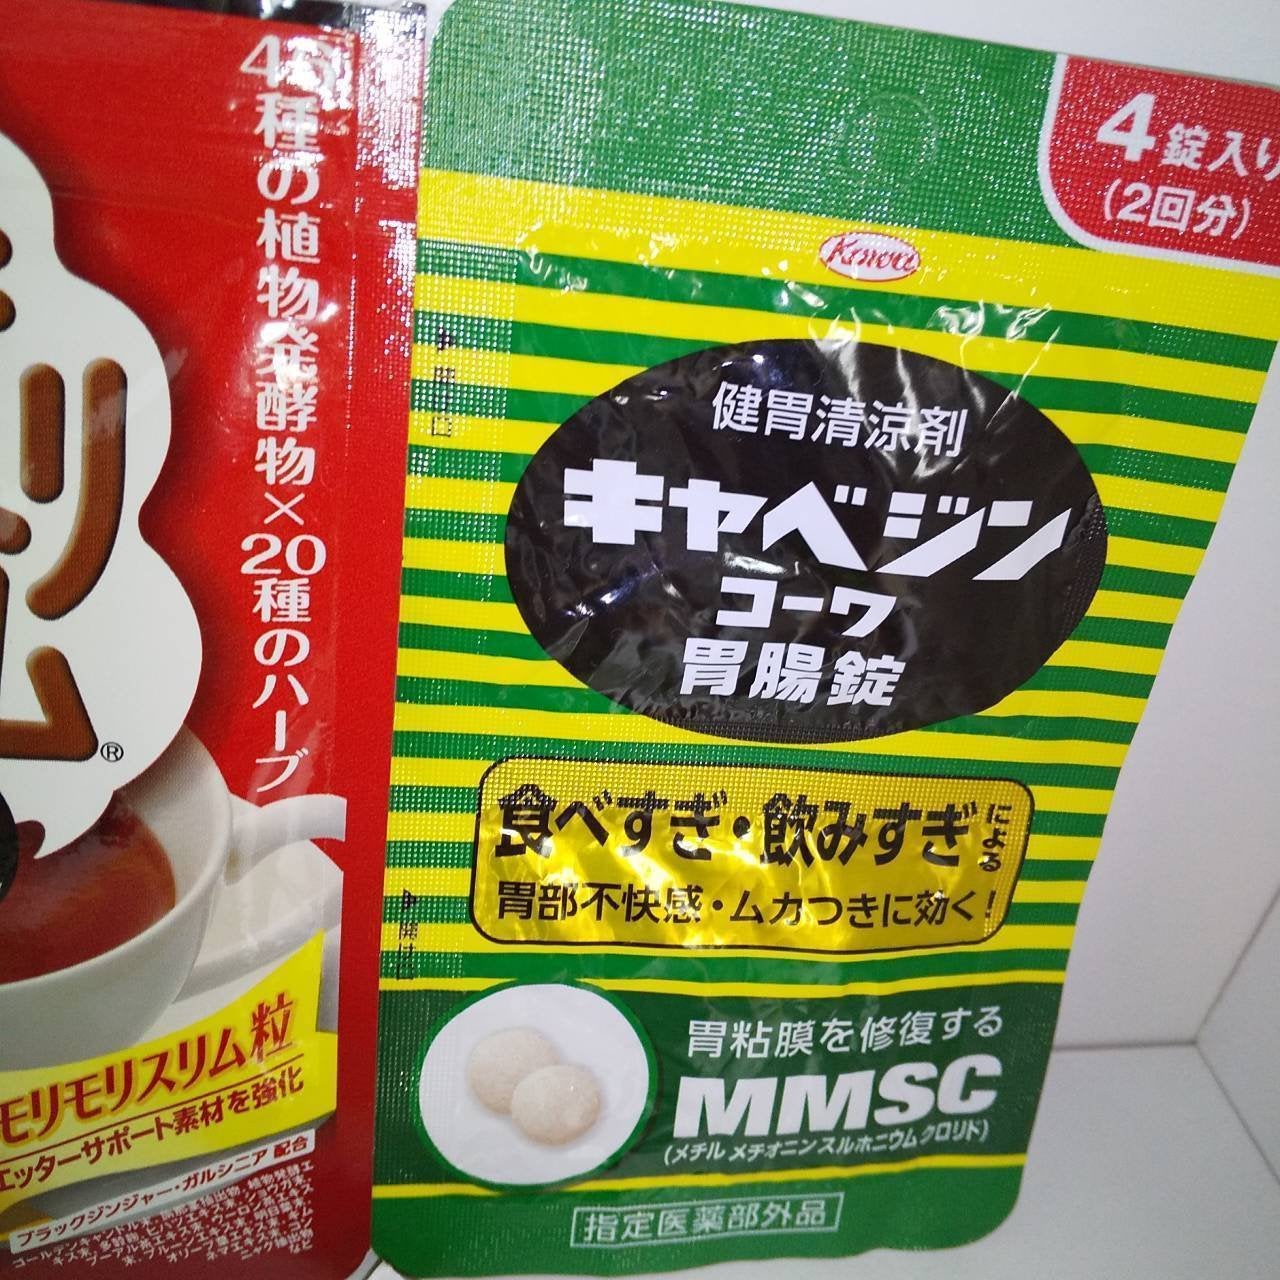 48種の植物発酵物×20種のハーブ
リ
ム®
モリモリスリム粒
エッターサポート素材を強化
ブラックジンジャー・ガルシニア 配合
4錠入り
(2回分)
Kowa
健胃清涼剤
キャベジン
コーワ
胃腸錠
食べすぎ・飲みすぎによる
胃部不快感・ムカつきに効く!
胃粘膜を修復する
MMSC
(メチルメチオニンスルホニウムクロリド)
指定医薬部外品
開封口